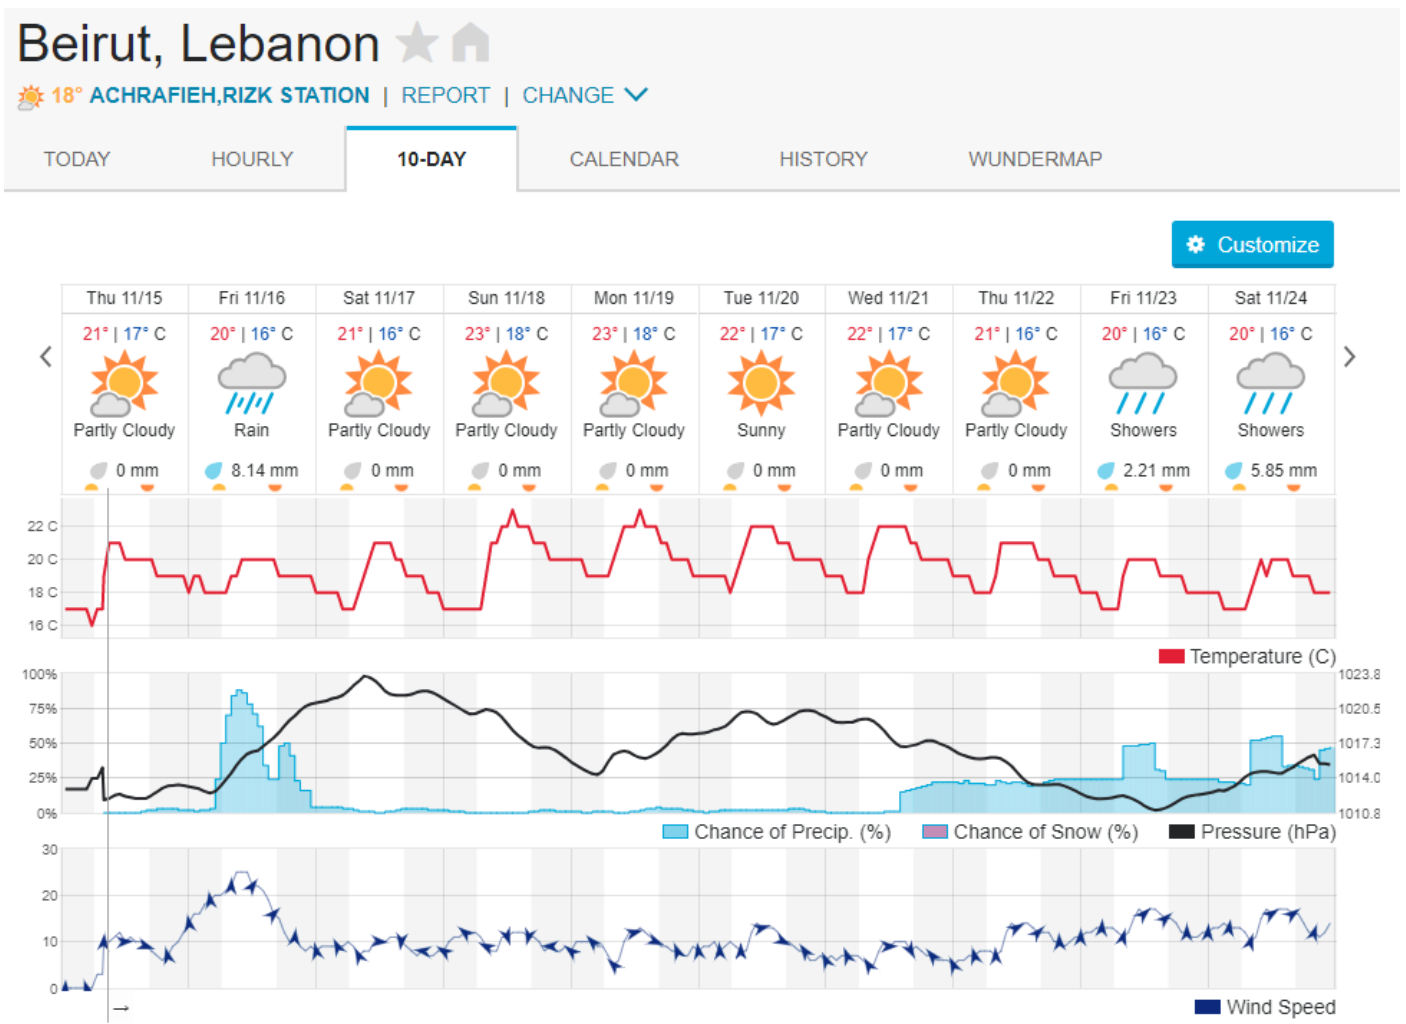 Beirut, Lebanon
18° ACHRAFIEH,RIZK STATION | REPORT | CHANGE
TODAY HOURLY 10-DAY CALENDAR HISTORY WUNDERMAP
Customize
Thu 11/15 Fri 11/16 Sat 11/17 Sun 11/18 Mon 11/19 Tue 11/20 Wed 11/21 Thu 11/22 Fri 11/23 Sat 11/24
21° | 17° C 20° | 16° C 21° | 16° C 23° | 18° C 23° | 18° C 22° | 17° C 22° | 17° C 21° | 16° C 20° | 16° C 20° | 16° C
Partly Cloudy Rain Partly Cloudy Partly Cloudy Partly Cloudy Sunny Partly Cloudy Partly Cloudy Showers Showers
0 mm 8.14 mm 0 mm 0 mm 0 mm 0 mm 0 mm 0 mm 2.21 mm 5.85 mm
22 C
20 C
18 C
16 C
Temperature (C)
100% 1023.8
75% 1020.5
50% 1017.3
25% 1014.0
0% 1010.8
Chance of Precip. (%) Chance of Snow (%) Pressure (hPa)
30
20
10
0
→
Wind Speed